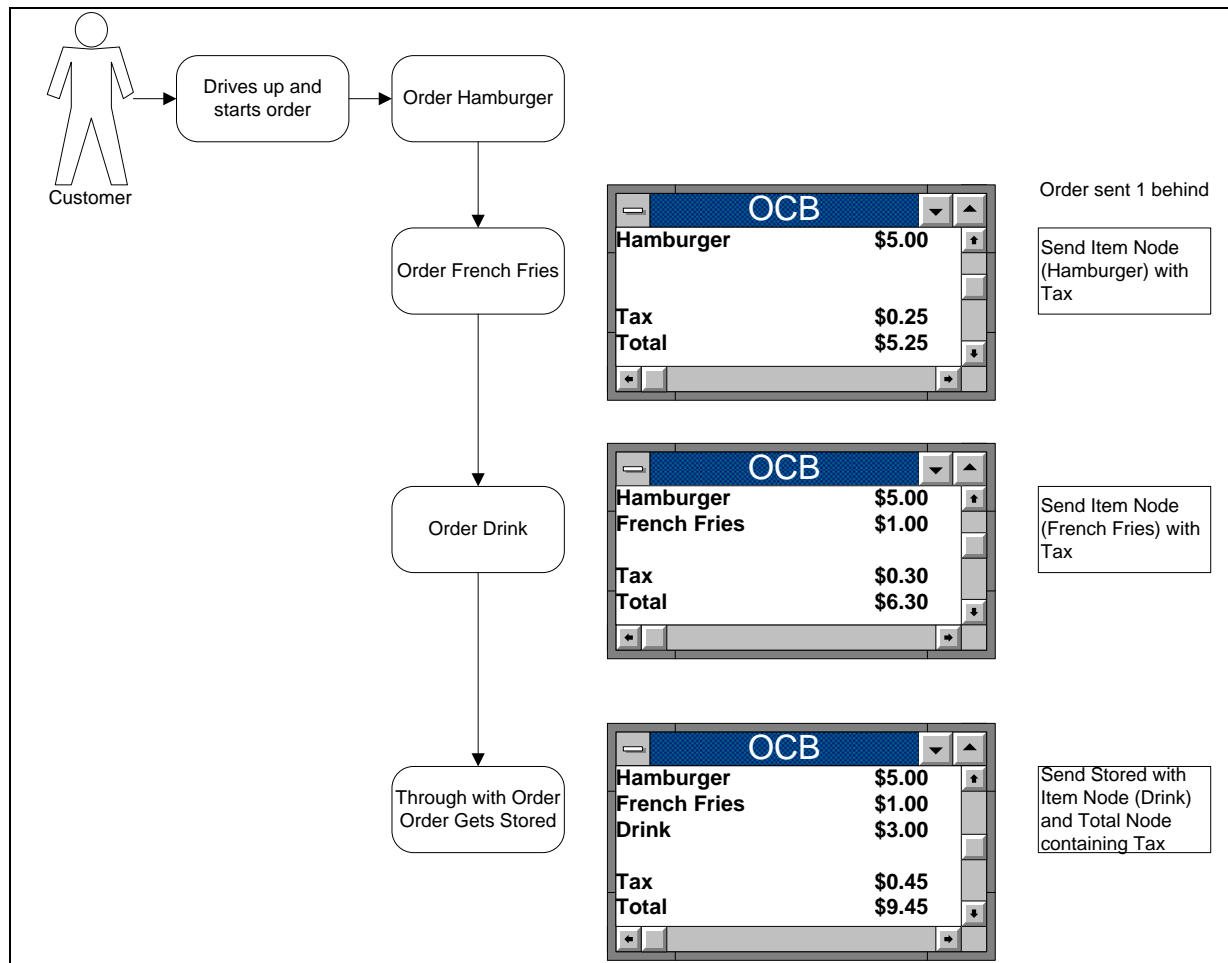 Customer
Drives up and
starts order
Order Hamburger
Order sent 1 behind
Order French Fries
OCB
Hamburger $5.00
Tax $0.25
Total $5.25
Send Item Node
(Hamburger) with
Tax
Order Drink
OCB
Hamburger $5.00
French Fries $1.00
Tax $0.30
Total $6.30
Send Item Node
(French Fries) with
Tax
Through with Order
Order Gets Stored
OCB
Hamburger $5.00
French Fries $1.00
Drink $3.00
Tax $0.45
Total $9.45
Send Stored with
Item Node (Drink)
and Total Node
containing Tax